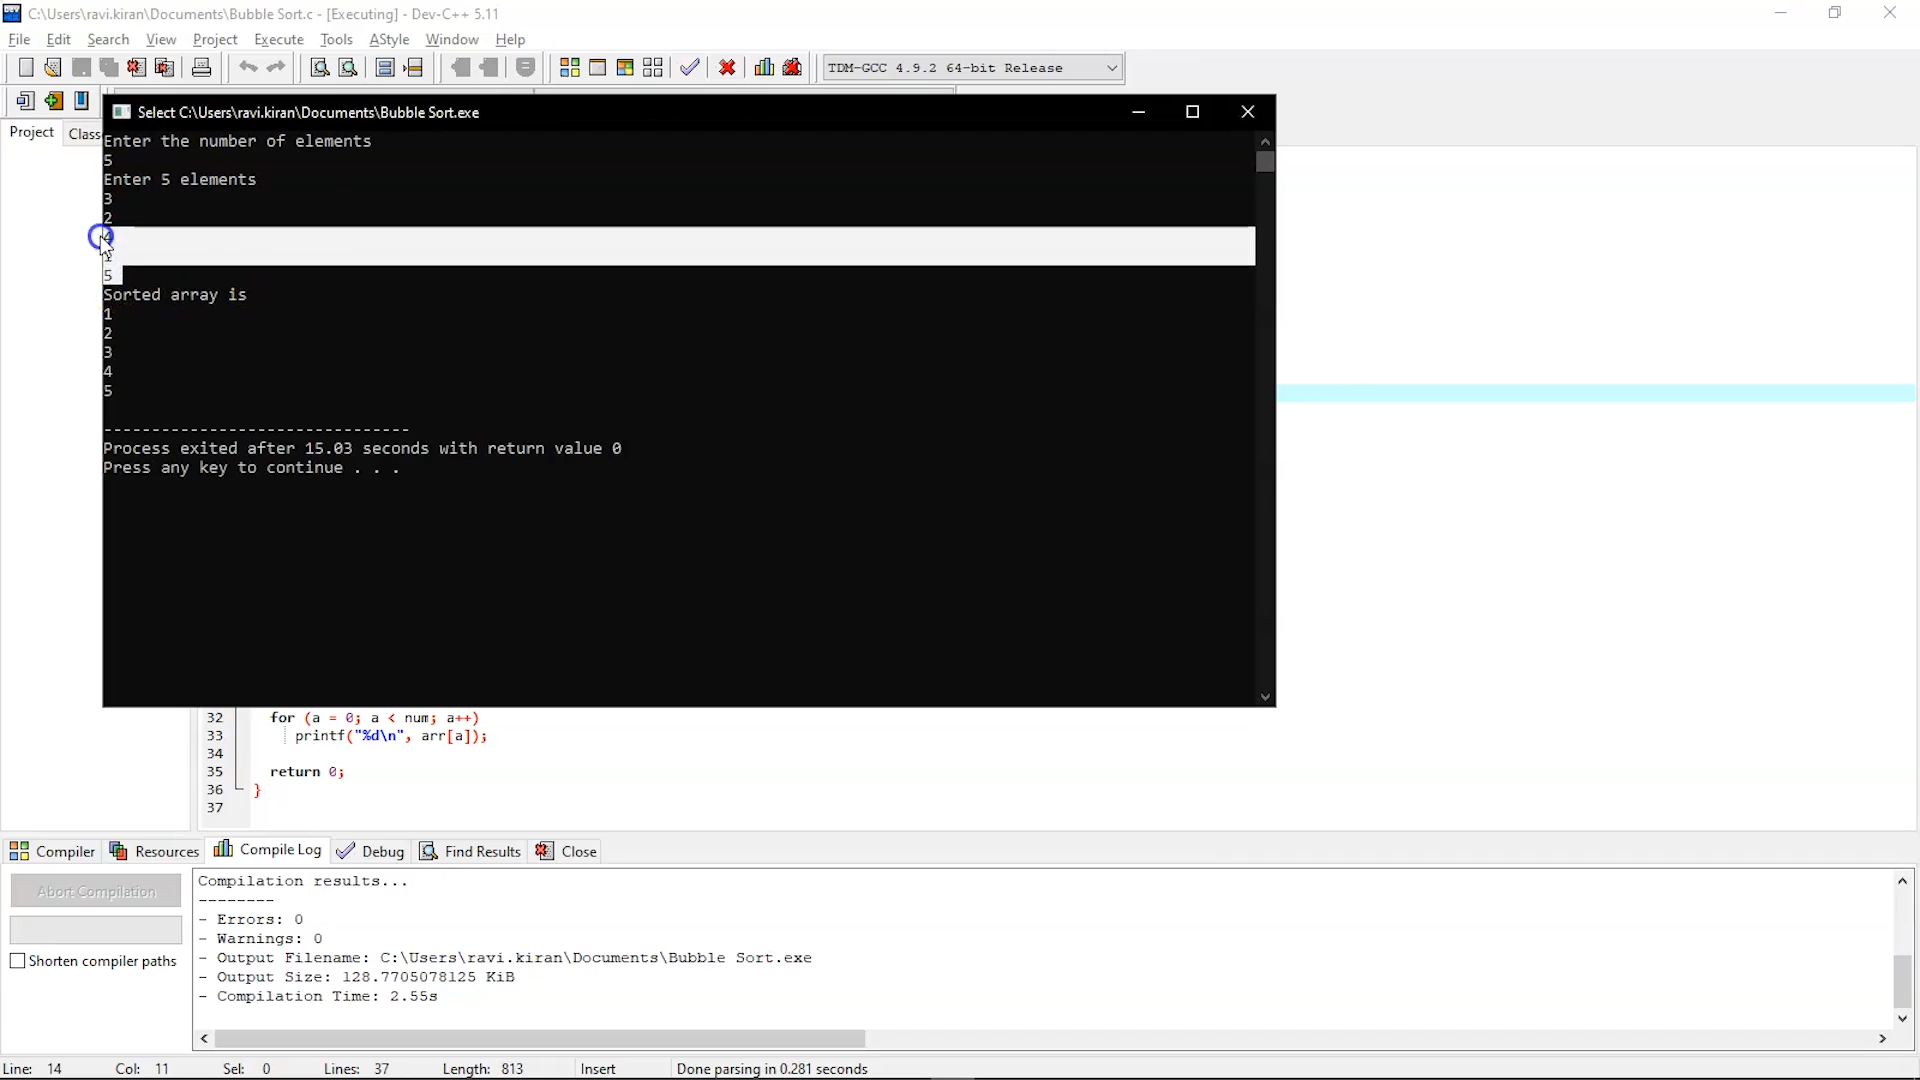 C:\Users\ravi.kiran\Documents\Bubble Sort.c - [Executing] - Dev-C++ 5.11
File Edit Search View Project Execute Tools AStyle Window Help
TDM-GCC 4.9.2 64-bit Release
Select C:\Users\ravi.kiran\Documents\Bubble Sort.exe
Project Class
Enter the number of elements
5
Enter 5 elements
3
2
4
1
5
Sorted array is
1
2
3
4
5
--------------------------------
Process exited after 15.03 seconds with return value 0
Press any key to continue . . .
32 for (a = 0; a < num; a++)
33 printf("%d\n", arr[a]);
34
35 return 0;
36 }
37
Compiler Resources Compile Log Debug Find Results Close
Abort Compilation
Shorten compiler paths
Compilation results...
--------
- Errors: 0
- Warnings: 0
- Output Filename: C:\Users\ravi.kiran\Documents\Bubble Sort.exe
- Output Size: 128.7705078125 KiB
- Compilation Time: 2.55s
Line: 14 Col: 11 Sel: 0 Lines: 37 Length: 813 Insert Done parsing in 0.281 seconds